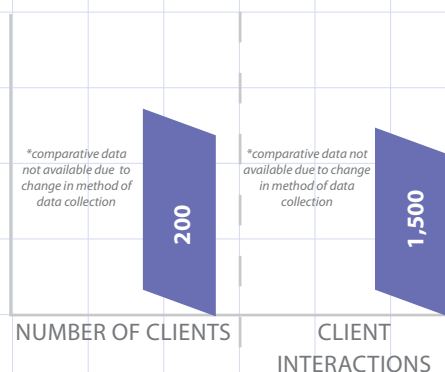 *comparative data
not available due to
change in method of
data collection
200
*comparative data not
available due to change
in method of data
collection
1,500
NUMBER OF CLIENTS
CLIENT
INTERACTIONS